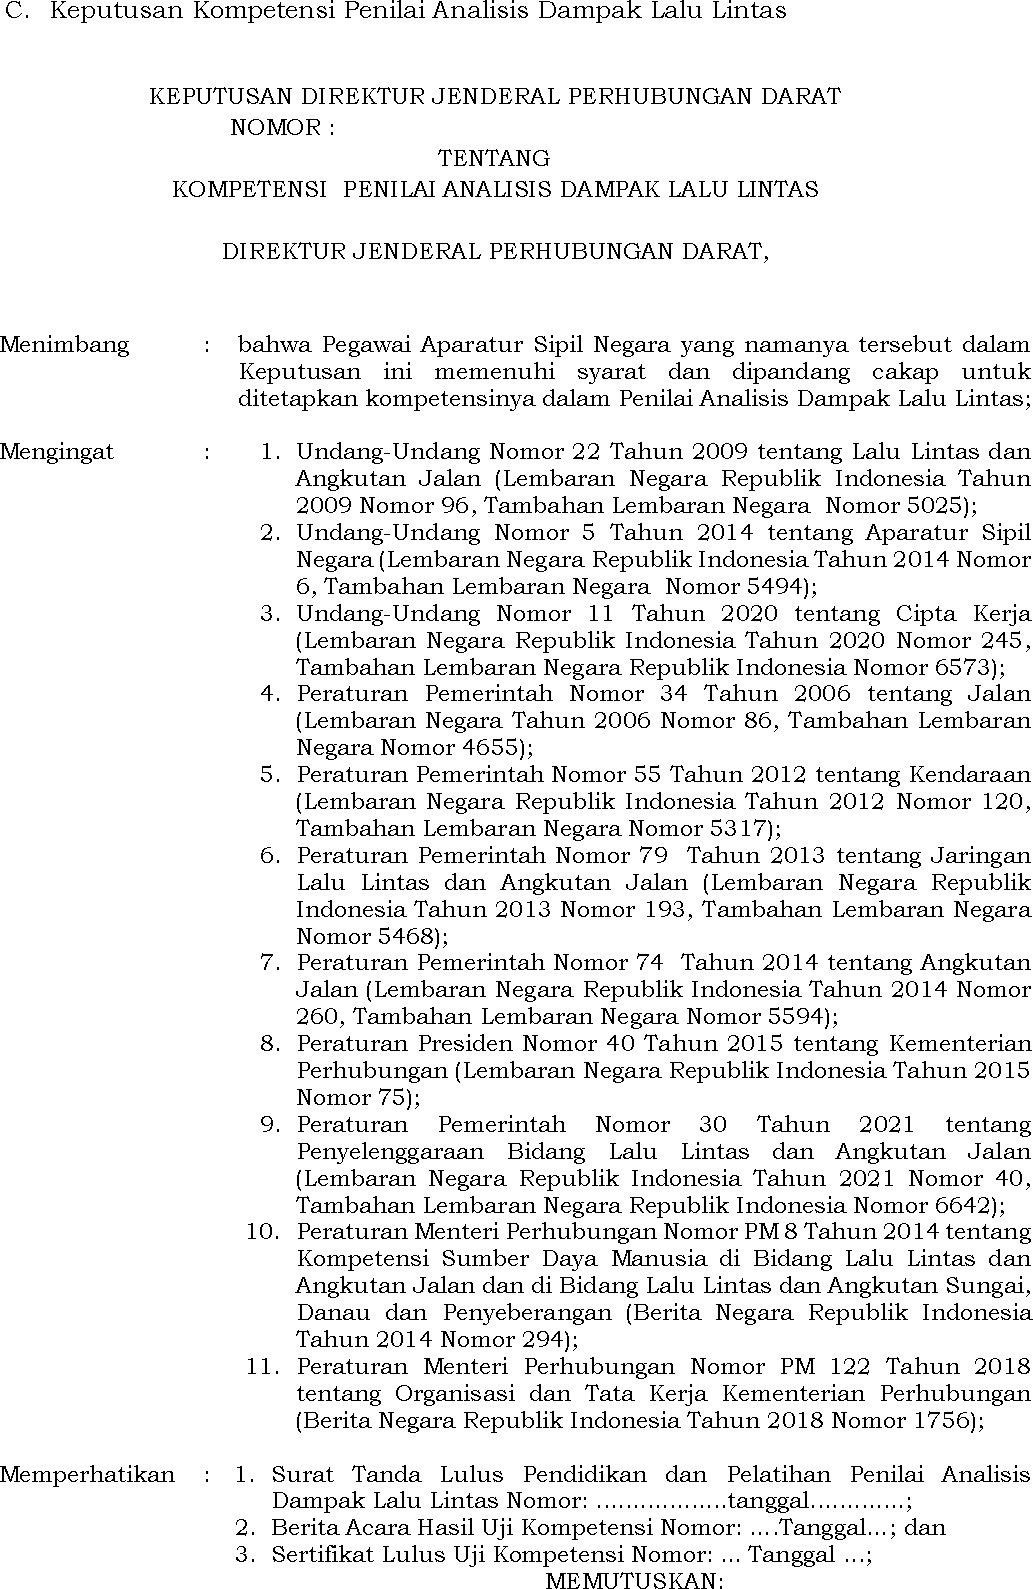 C. Keputusan Kompetensi Penilai Analisis Dampak Lalu Lintas
KEPUTUSAN DIREKTUR JENDERAL PERHUBUNGAN DARAT
NOMOR :
TENTANG
KOMPETENSI PENILAI ANALISIS DAMPAK LALU LINTAS
DIREKTUR JENDERAL PERHUBUNGAN DARAT,
Menimbang : bahwa Pegawai Aparatur Sipil Negara yang namanya tersebut dalam
Keputusan ini memenuhi syarat dan dipandang cakap untuk
ditetapkan kompetensinya dalam Penilai Analisis Dampak Lalu Lintas;
Mengingat : 1. Undang-Undang Nomor 22 Tahun 2009 tentang Lalu Lintas dan
Angkutan Jalan (Lembaran Negara Republik Indonesia Tahun
2009 Nomor 96, Tambahan Lembaran Negara Nomor 5025);
2. Undang-Undang Nomor 5 Tahun 2014 tentang Aparatur Sipil
Negara (Lembaran Negara Republik Indonesia Tahun 2014 Nomor
6, Tambahan Lembaran Negara Nomor 5494);
3. Undang-Undang Nomor 11 Tahun 2020 tentang Cipta Kerja
(Lembaran Negara Republik Indonesia Tahun 2020 Nomor 245,
Tambahan Lembaran Negara Republik Indonesia Nomor 6573);
4. Peraturan Pemerintah Nomor 34 Tahun 2006 tentang Jalan
(Lembaran Negara Tahun 2006 Nomor 86, Tambahan Lembaran
Negara Nomor 4655);
5. Peraturan Pemerintah Nomor 55 Tahun 2012 tentang Kendaraan
(Lembaran Negara Republik Indonesia Tahun 2012 Nomor 120,
Tambahan Lembaran Negara Nomor 5317);
6. Peraturan Pemerintah Nomor 79 Tahun 2013 tentang Jaringan
Lalu Lintas dan Angkutan Jalan (Lembaran Negara Republik
Indonesia Tahun 2013 Nomor 193, Tambahan Lembaran Negara
Nomor 5468);
7. Peraturan Pemerintah Nomor 74 Tahun 2014 tentang Angkutan
Jalan (Lembaran Negara Republik Indonesia Tahun 2014 Nomor
260, Tambahan Lembaran Negara Nomor 5594);
8. Peraturan Presiden Nomor 40 Tahun 2015 tentang Kementerian
Perhubungan (Lembaran Negara Republik Indonesia Tahun 2015
Nomor 75);
9. Peraturan Pemerintah Nomor 30 Tahun 2021 tentang
Penyelenggaraan Bidang Lalu Lintas dan Angkutan Jalan
(Lembaran Negara Republik Indonesia Tahun 2021 Nomor 40,
Tambahan Lembaran Negara Republik Indonesia Nomor 6642);
10. Peraturan Menteri Perhubungan Nomor PM 8 Tahun 2014 tentang
Kompetensi Sumber Daya Manusia di Bidang Lalu Lintas dan
Angkutan Jalan dan di Bidang Lalu Lintas dan Angkutan Sungai,
Danau dan Penyeberangan (Berita Negara Republik Indonesia
Tahun 2014 Nomor 294);
11. Peraturan Menteri Perhubungan Nomor PM 122 Tahun 2018
tentang Organisasi dan Tata Kerja Kementerian Perhubungan
(Berita Negara Republik Indonesia Tahun 2018 Nomor 1756);
Memperhatikan : 1. Surat Tanda Lulus Pendidikan dan Pelatihan Penilai Analisis
Dampak Lalu Lintas Nomor: ..................tanggal.............;
2. Berita Acara Hasil Uji Kompetensi Nomor: ....Tanggal...; dan
3. Sertifikat Lulus Uji Kompetensi Nomor: ... Tanggal ...;
MEMUTUSKAN: